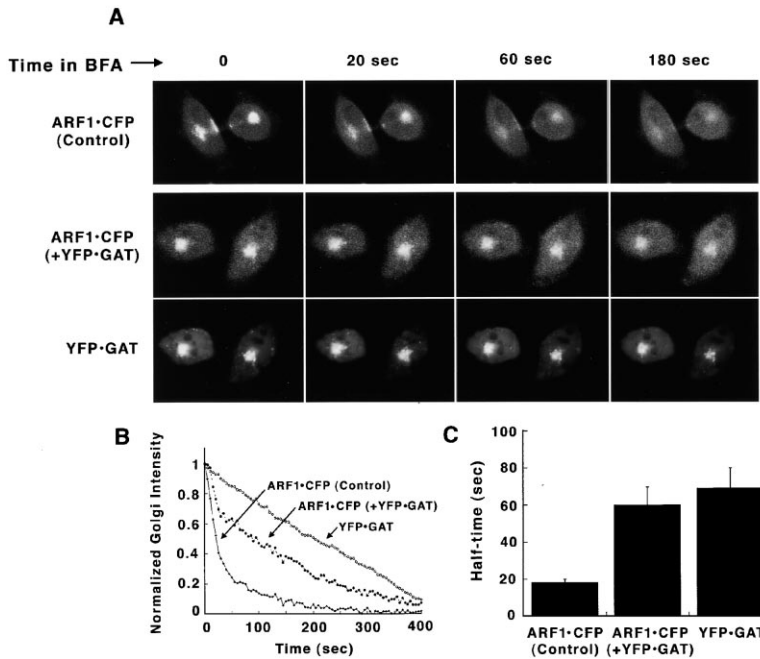 A
Time in BFA
0
20 sec
60 sec
180 sec
ARF1•CFP
(Control)
ARF1•CFP
(+YFP•GAT)
YFP•GAT
B
Normalized Golgi Intensity
1
0.8
0.6
0.4
0.2
0
ARF1•CFP (Control)
ARF1•CFP (+YFP•GAT)
YFP•GAT
0
100
200
300
400
Time (sec)
C
Half-time (sec)
100
80
60
40
20
0
ARF1•CFP
(Control)
ARF1•CFP
(+YFP•GAT)
YFP•GAT